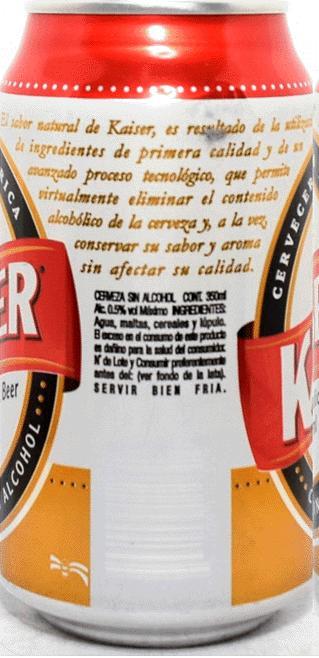 El sabor natural de Kaiser, es resultado de la utilización
de ingredientes de primera calidad y de un
avanzado proceso tecnológico, que permite
virtualmente eliminar el contenido
alcohólico de la cerveza y, a la vez,
conservar su sabor y aroma
sin afectar su calidad.
CERVEZA SIN ALCOHOL CONT. 350ml
Alc. 0.5% vol Máximo INGREDIENTES:
Agua, maltas, cereales y lúpulo.
El exceso en el consumo de este producto
es dañino para la salud del consumidor.
N° de Lote y Consumir preferentemente
antes del: (ver fondo de la lata).
SERVIR BIEN FRIA.
RICA
ER
Beer
ALCOHOL
CERVECER
K